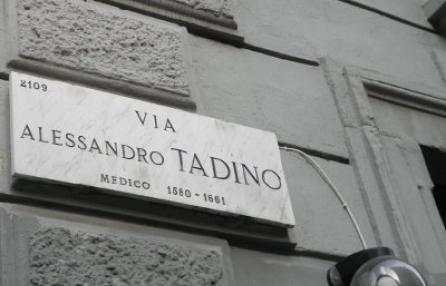 2109
VIA
ALESSANDRO TADINO
MEDICO 1580-1661